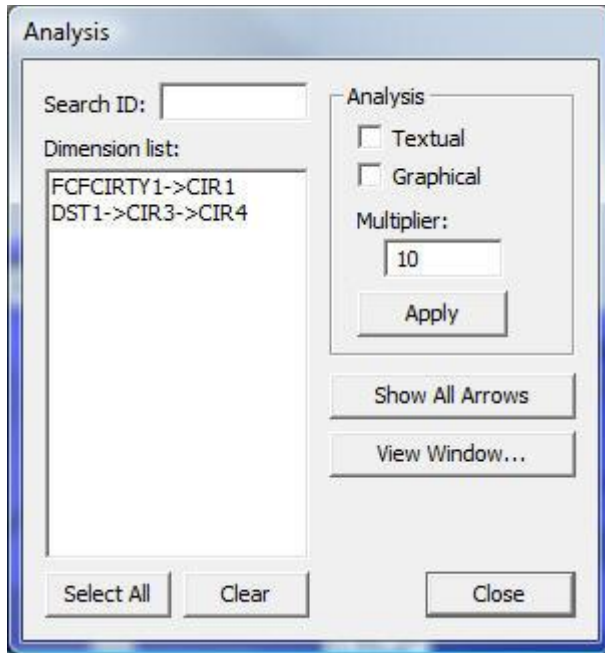 Analysis
Search ID:
Dimension list:
FCFCIRTY1->CIR1
DST1->CIR3->CIR4
Select All
Clear
Analysis
Textual
Graphical
Multiplier:
10
Apply
Show All Arrows
View Window...
Close